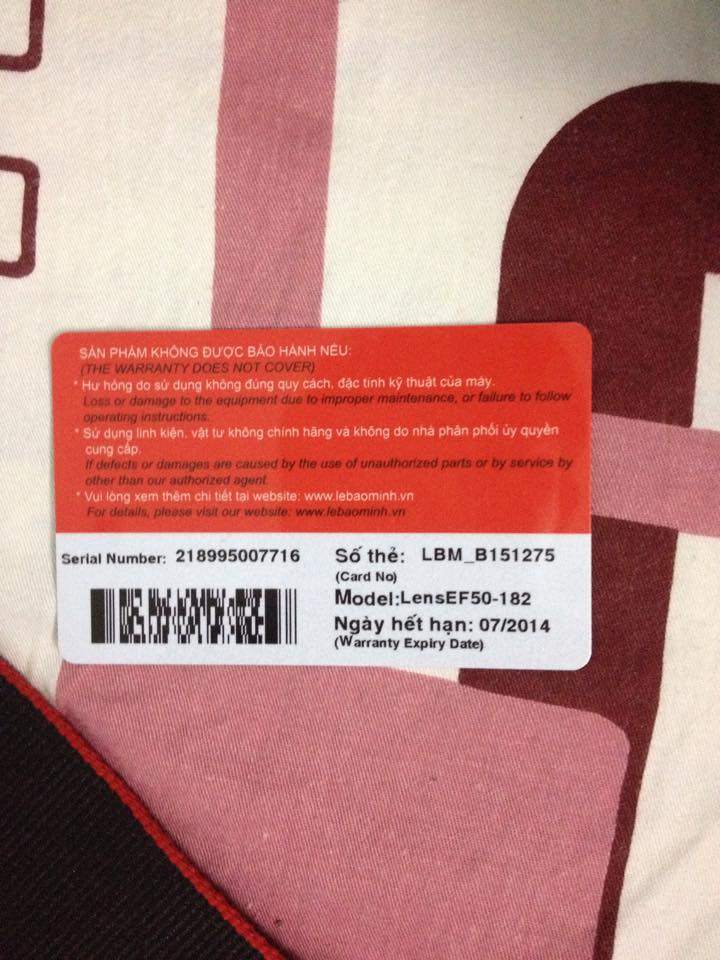 SẢN PHẨM KHÔNG ĐƯỢC BẢO HÀNH NẾU:
(THE WARRANTY DOES NOT COVER)
* Hư hỏng do sử dụng không đúng quy cách, đặc tính kỹ thuật của máy.
Loss or damage to the equipment due to improper maintenance, or failure to follow
operating instructions.
* Sử dụng linh kiện, vật tư không chính hãng và không do nhà phân phối ủy quyền
cung cấp.
If defects or damages are caused by the use of unauthorized parts or by service by
other than our authorized agent.
* Vui lòng xem thêm chi tiết tại website: www.lebaominh.vn
For details, please visit our website: www.lebaominh.vn
Serial Number: 218995007716
Số thẻ: LBM_B151275
(Card No)
Model:LensEF50-182
Ngày hết hạn: 07/2014
(Warranty Expiry Date)